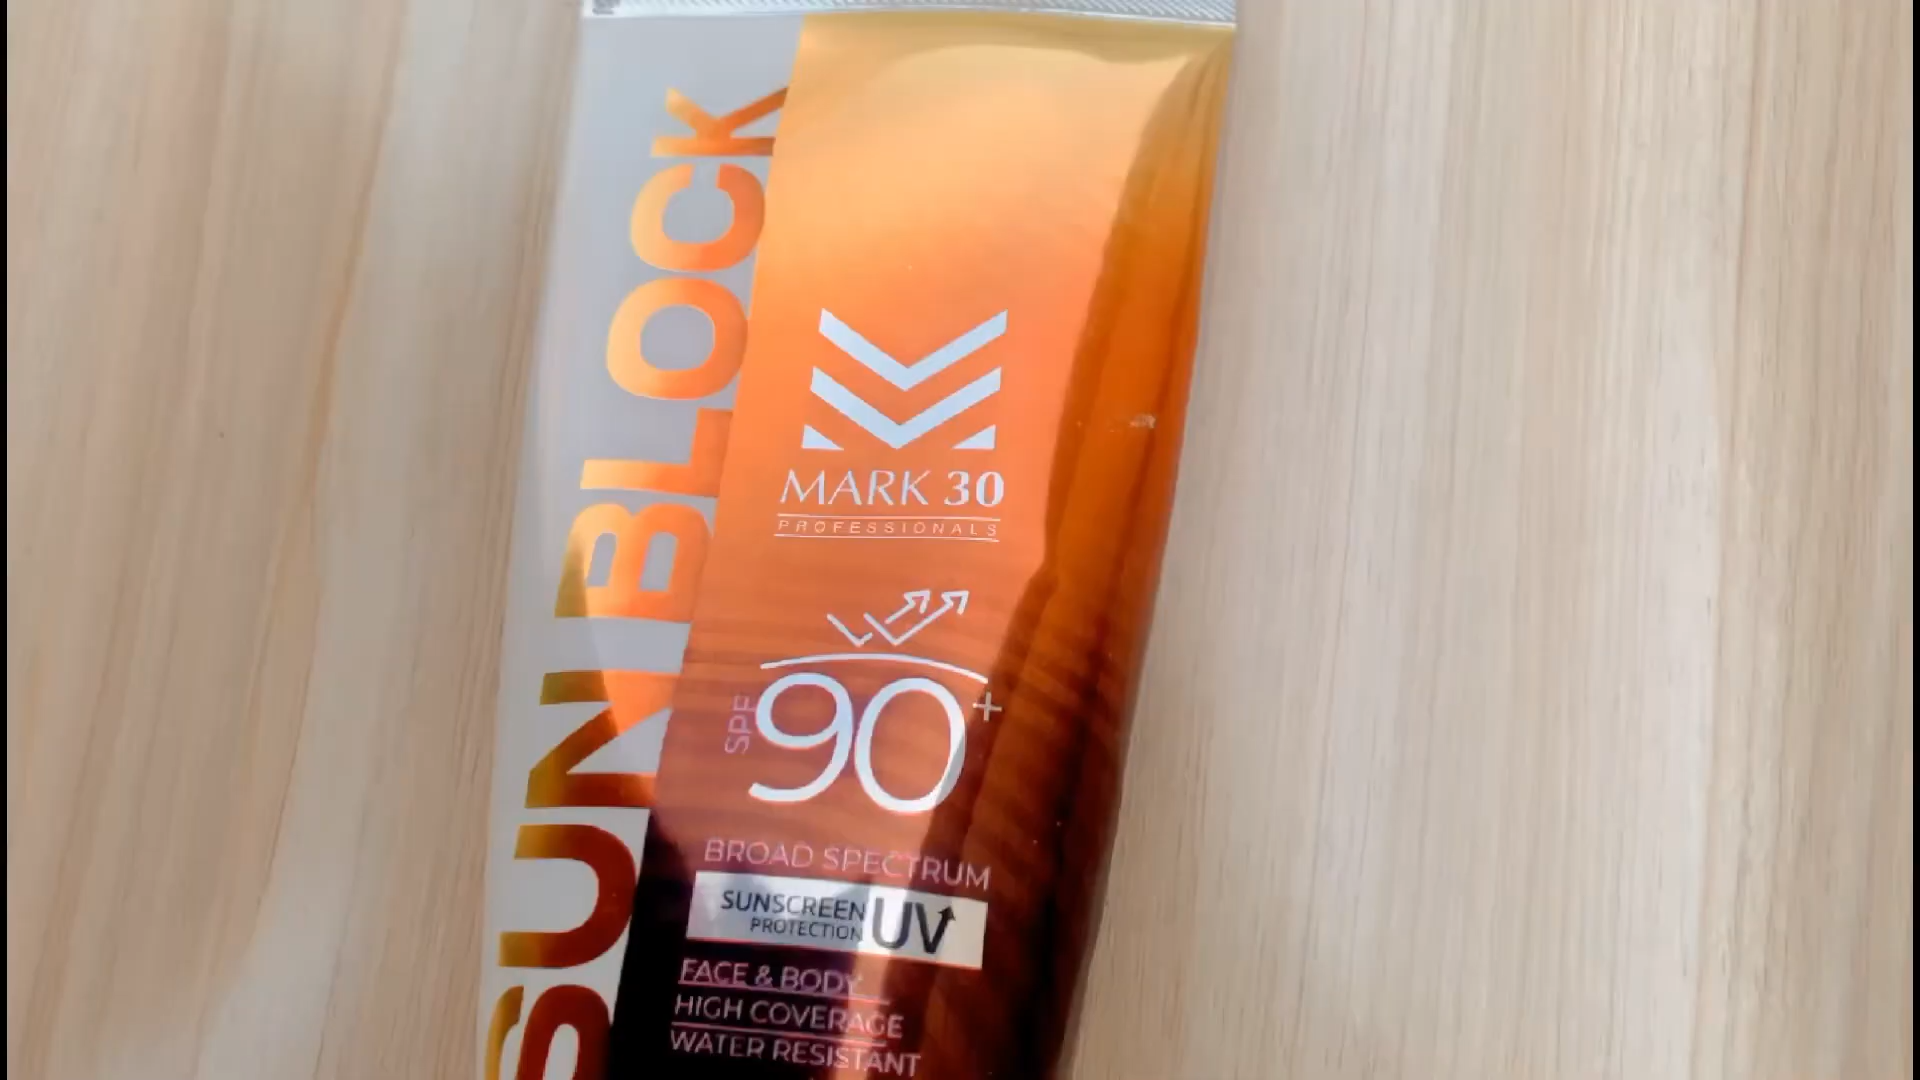 SUN BLOCK
MARK 30
PROFESSIONALS
SPF 90+
BROAD SPECTRUM
SUNSCREEN
PROTECTION
UV
FACE & BODY
HIGH COVERAGE
WATER RESISTANT